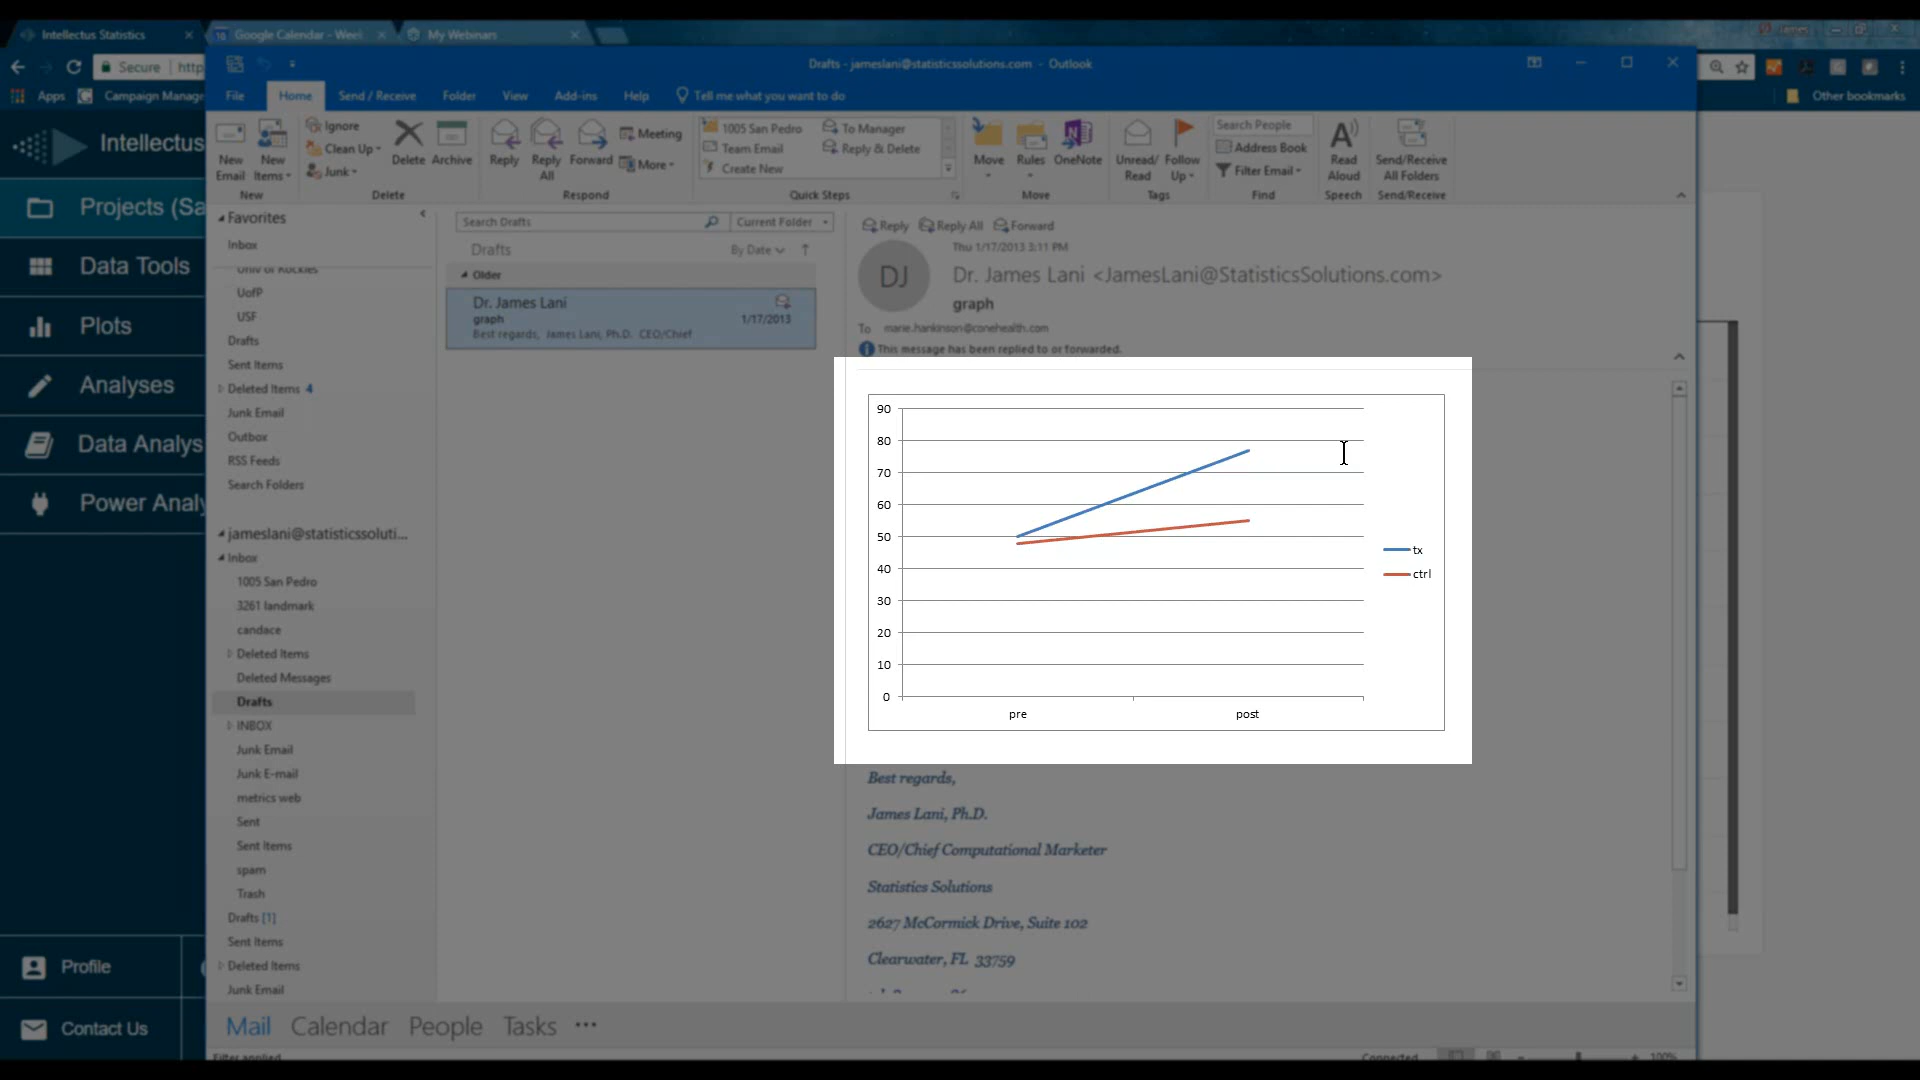 Intellectus Statistics
Google Calendar - Week
My Webinars
James
Secure
http
Apps
Campaign Manage
Other bookmarks
Drafts - jameslani@statisticssolutions.com - Outlook
File
Home
Send / Receive
Folder
View
Add-ins
Help
Tell me what you want to do
New Email
New Items
New
Ignore
Clean Up
Junk
Delete
Archive
Delete
Reply
Reply All
Forward
Meeting
More
Respond
1005 San Pedro
Team Email
Create New
To Manager
Reply & Delete
Quick Steps
Move
Rules
OneNote
Move
Unread/ Read
Follow Up
Tags
Search People
Address Book
Filter Email
Find
Read Aloud
Speech
Send/Receive All Folders
Send/Receive
Intellectus
Projects (Sa
Data Tools
Plots
Analyses
Data Analys
Power Analy
Profile
Contact Us
Favorites
Inbox
Univ of Rockies
UofP
USF
Drafts
Sent Items
Deleted Items 4
Junk Email
Outbox
RSS Feeds
Search Folders
jameslani@statisticssoluti...
Inbox
1005 San Pedro
3261 landmark
candace
Deleted Items
Deleted Messages
Drafts
INBOX
Junk Email
Junk E-mail
metrics web
Sent
Sent Items
spam
Trash
Drafts [1]
Sent Items
Deleted Items
Junk Email
Search Drafts
Current Folder
Drafts
By Date
Older
Dr. James Lani
graph
1/17/2013
Best regards, James Lani, Ph.D. CEO/Chief
Reply
Reply All
Forward
Thu 1/17/2013 3:11 PM
DJ
Dr. James Lani <JamesLani@StatisticsSolutions.com>
graph
To marie.hankinson@conehealth.com
This message has been replied to or forwarded.
90
80
70
60
50
40
30
20
10
0
pre
post
tx
ctrl
Best regards,
James Lani, Ph.D.
CEO/Chief Computational Marketer
Statistics Solutions
2627 McCormick Drive, Suite 102
Clearwater, FL 33759
Mail
Calendar
People
Tasks
Filter applied
Connected
100%